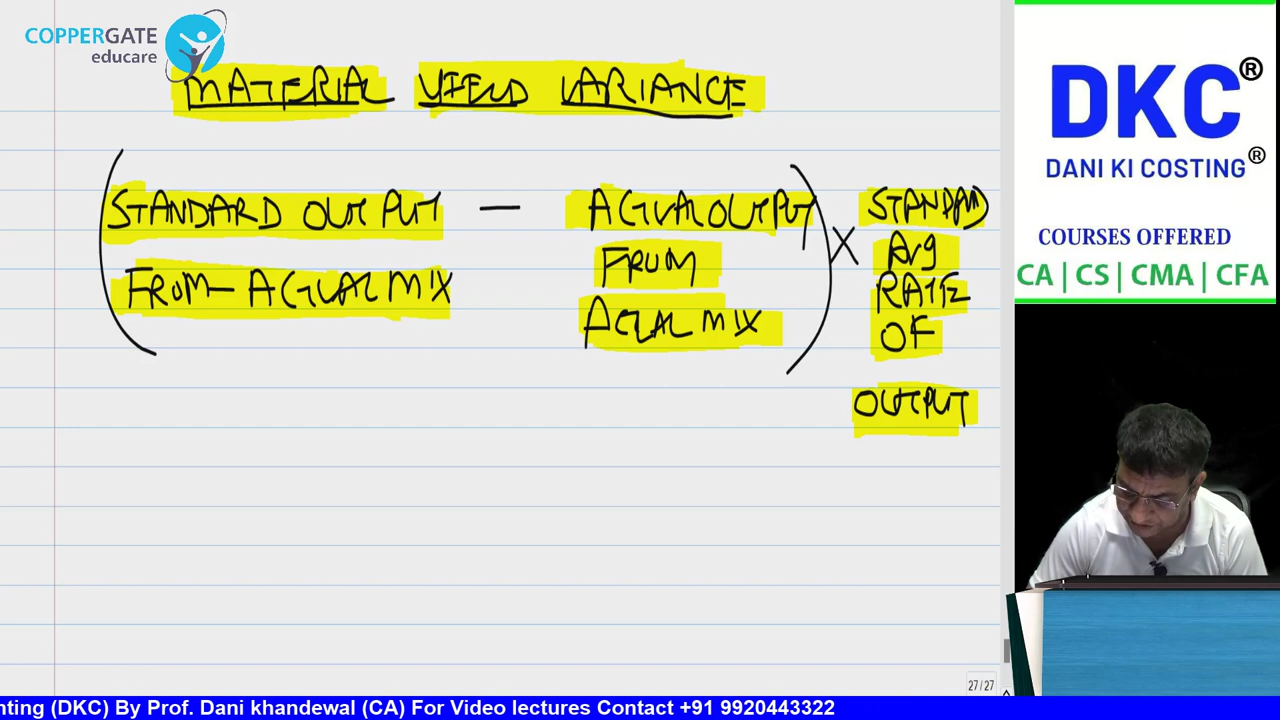 COPPERGATE
educare
MATERIAL YIELD VARIANCE
STANDARD OUTPUT - ACTUAL OUTPUT X STANDARD
FROM ACTUAL MIX FROM Avg
ACTUAL MIX RATE
OF
OUTPUT
27/27
DKC®
DANI KI COSTING®
COURSES OFFERED
CA | CS | CMA | CFA
nting (DKC) By Prof. Dani khandewal (CA) For Video lectures Contact +91 9920443322